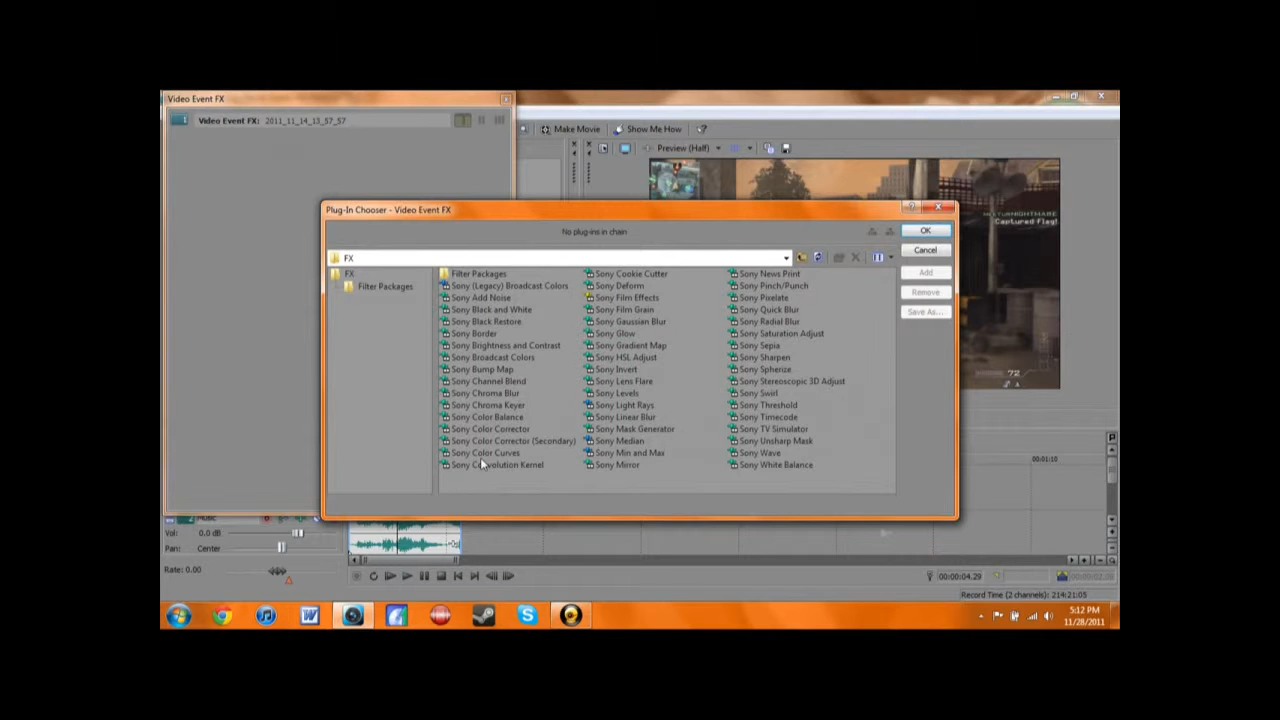 Video Event FX
Video Event FX: 2011_11_14_13_57_57
Make Movie
Show Me How
Preview (Half)
Captured Flag!
Plug-In Chooser - Video Event FX
No plug-ins in chain
OK
FX
Cancel
FX
Filter Packages
Filter Packages
Sony (Legacy) Broadcast Colors
Sony Add Noise
Sony Black and White
Sony Black Restore
Sony Border
Sony Brightness and Contrast
Sony Broadcast Colors
Sony Bump Map
Sony Channel Blend
Sony Chroma Blur
Sony Chroma Keyer
Sony Color Balance
Sony Color Corrector
Sony Color Corrector (Secondary)
Sony Color Curves
Sony Convolution Kernel
Sony Cookie Cutter
Sony Deform
Sony Film Effects
Sony Film Grain
Sony Gaussian Blur
Sony Glow
Sony Gradient Map
Sony HSL Adjust
Sony Invert
Sony Lens Flare
Sony Levels
Sony Light Rays
Sony Linear Blur
Sony Mask Generator
Sony Median
Sony Min and Max
Sony Mirror
Sony News Print
Sony Pinch/Punch
Sony Pixelate
Sony Quick Blur
Sony Radial Blur
Sony Saturation Adjust
Sony Sepia
Sony Sharpen
Sony Spherize
Sony Stereoscopic 3D Adjust
Sony Swirl
Sony Threshold
Sony Timecode
Sony TV Simulator
Sony Unsharp Mask
Sony Wave
Sony White Balance
Add
Remove
Save As...
72
00:01:10
Music
Vol: 0.0 dB
Pan: Center
Rate: 0.00
00:00:04.29
Record Time (2 channels): 214:21:05
5:12 PM
11/28/2011